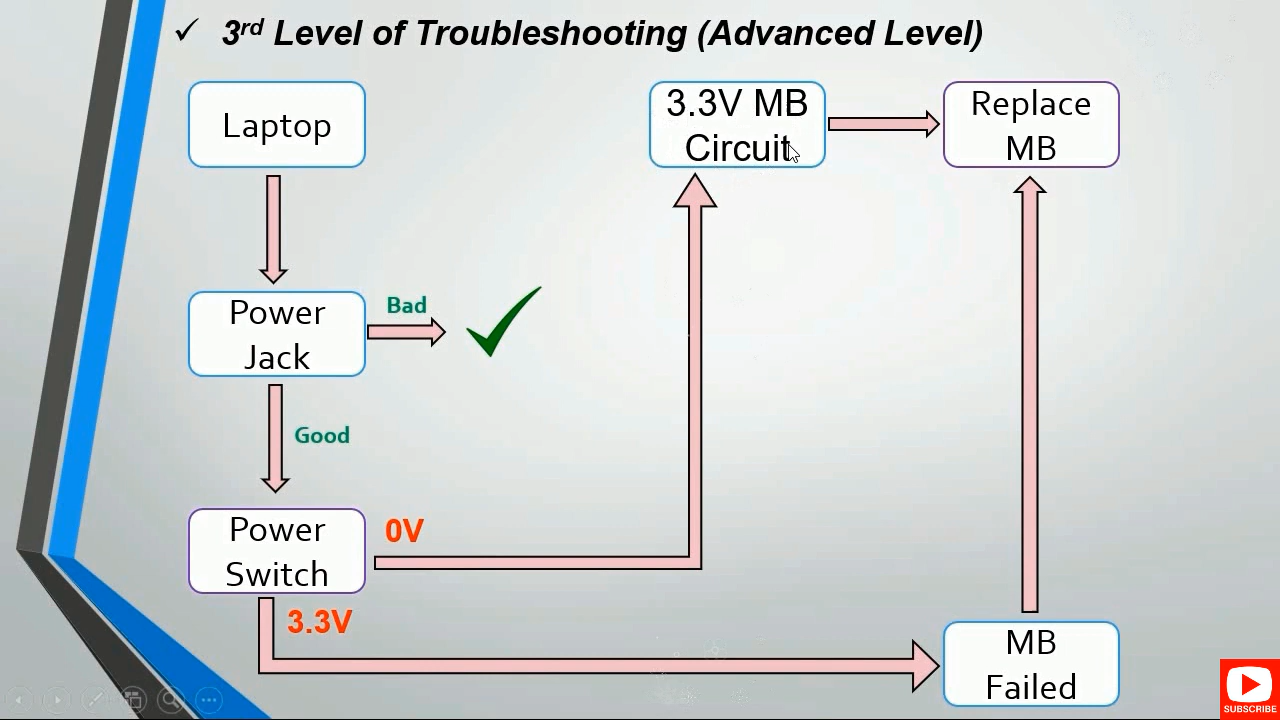 ✓ 3rd Level of Troubleshooting (Advanced Level)
Laptop
3.3V MB
Circuit
Replace
MB
Power
Jack
Bad
Good
Power
Switch
0V
3.3V
MB
Failed
SUBSCRIBE